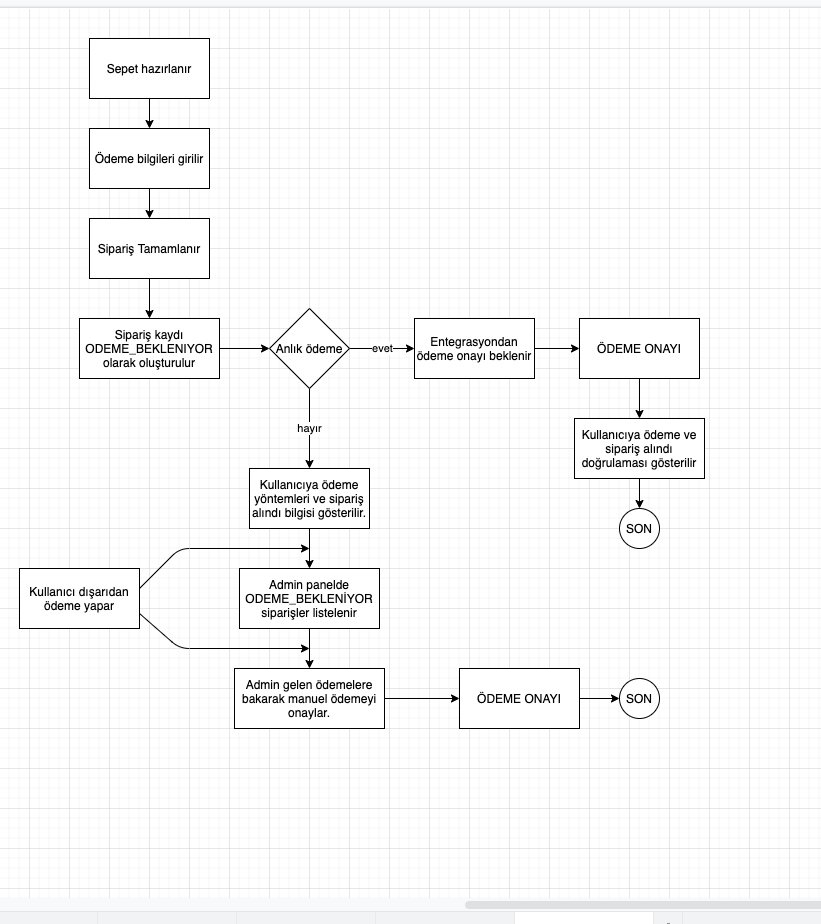 Sepet hazırlanır
Ödeme bilgileri girilir
Sipariş Tamamlanır
Sipariş kaydı
ODEME_BEKLENIYOR
olarak oluşturulur
Anlık ödeme
evet
Entegrasyondan
ödeme onayı beklenir
ÖDEME ONAYI
hayır
Kullanıcıya ödeme ve
sipariş alındı
doğrulaması gösterilir
SON
Kullanıcıya ödeme
yöntemleri ve sipariş
alındı bilgisi gösterilir.
Kullanıcı dışarıdan
ödeme yapar
Admin panelde
ODEME_BEKLENİYOR
siparişler listelenir
Admin gelen ödemelere
bakarak manuel ödemeyi
onaylar.
ÖDEME ONAYI
SON